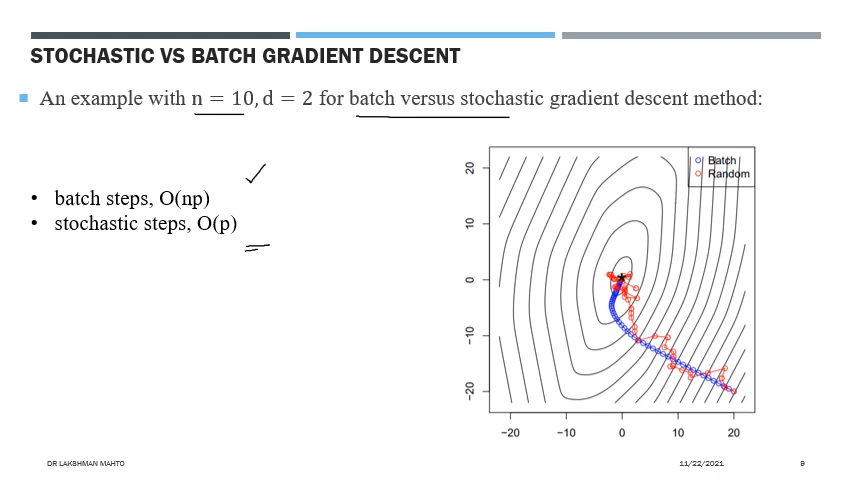 STOCHASTIC VS BATCH GRADIENT DESCENT
An example with n = 10, d = 2 for batch versus stochastic gradient descent method:
• batch steps, O(np)
• stochastic steps, O(p)
Batch
Random
20
10
0
−10
−20
−20 −10 0 10 20
DR LAKSHMAN MAHTO 11/22/2021 9